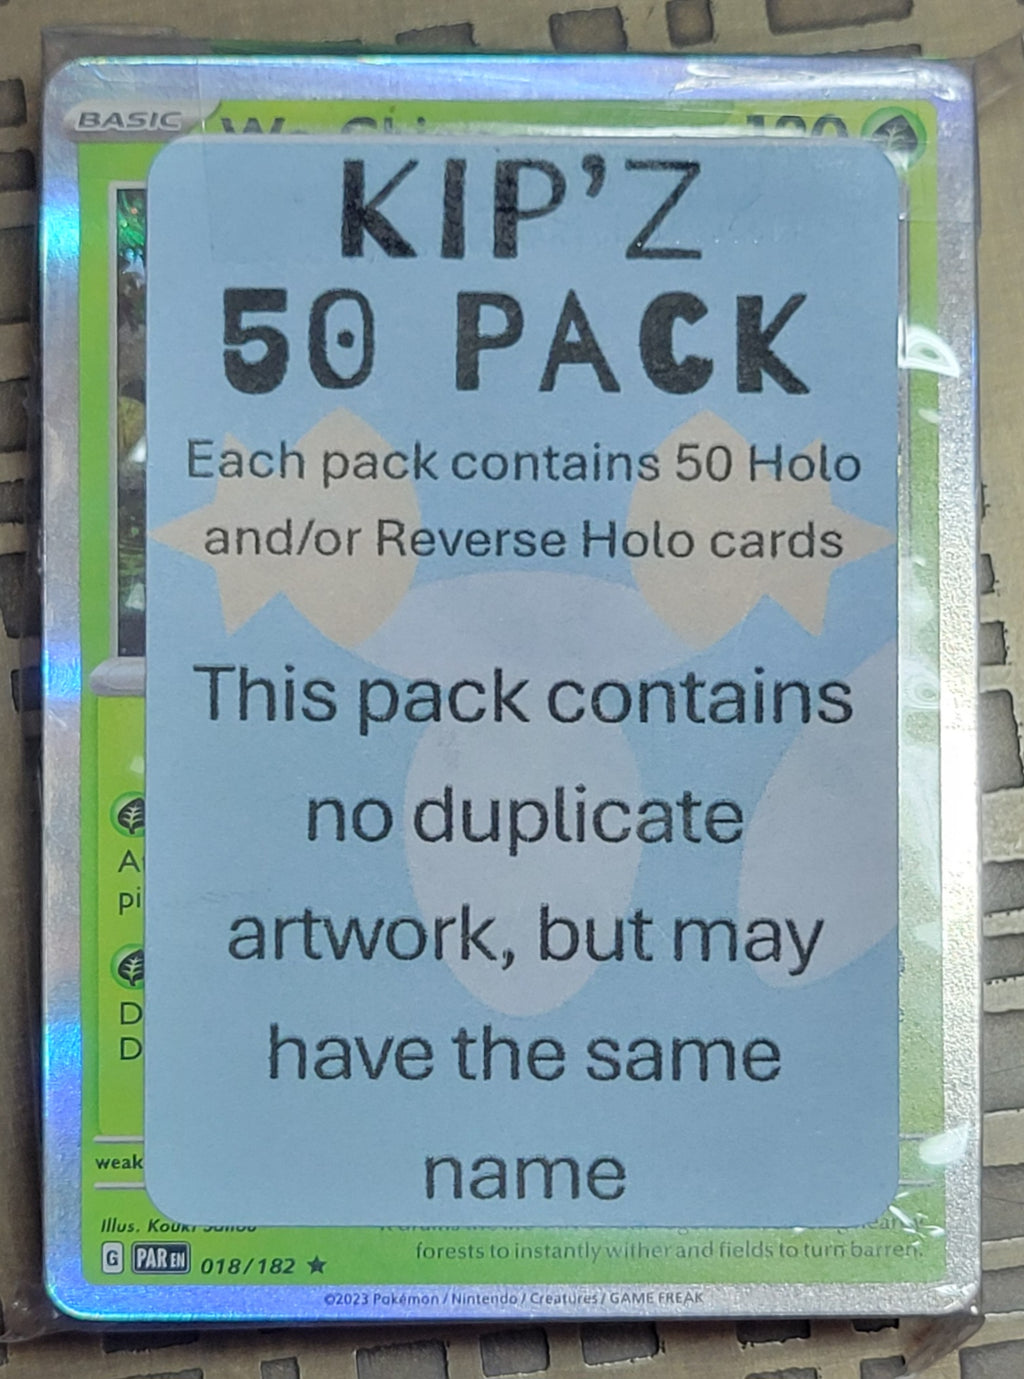 BASIC
KIP'Z
50 PACK
Each pack contains 50 Holo
and/or Reverse Holo cards
This pack contains
no duplicate
artwork, but may
have the same
name
weak
Illus. Kouki
forests to instantly wither and fields to turn barren.
G PAR EN 018/182 ★
©2023 Pokémon / Nintendo / Creatures / GAME FREAK